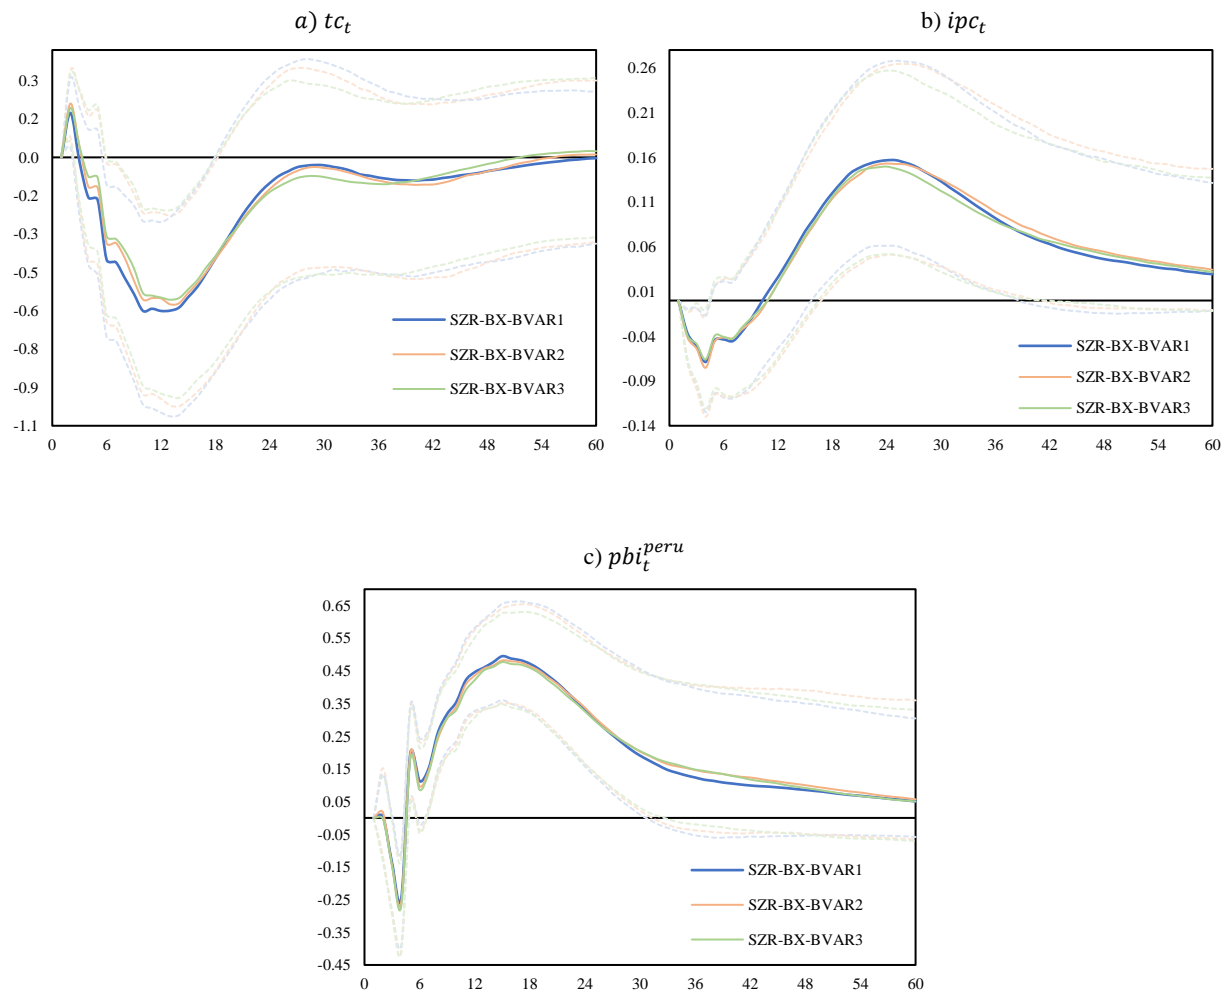 a) tc_t
0.3
0.2
0.0
-0.2
-0.3
-0.5
-0.6
-0.8
-0.9
-1.1
0 6 12 18 24 30 36 42 48 54 60
SZR-BX-BVAR1
SZR-BX-BVAR2
SZR-BX-BVAR3
b) ipc_t
0.26
0.21
0.16
0.11
0.06
0.01
-0.04
-0.09
-0.14
0 6 12 18 24 30 36 42 48 54 60
SZR-BX-BVAR1
SZR-BX-BVAR2
SZR-BX-BVAR3
c) pbi_t^peru
0.65
0.55
0.45
0.35
0.25
0.15
0.05
-0.05
-0.15
-0.25
-0.35
-0.45
0 6 12 18 24 30 36 42 48 54 60
SZR-BX-BVAR1
SZR-BX-BVAR2
SZR-BX-BVAR3